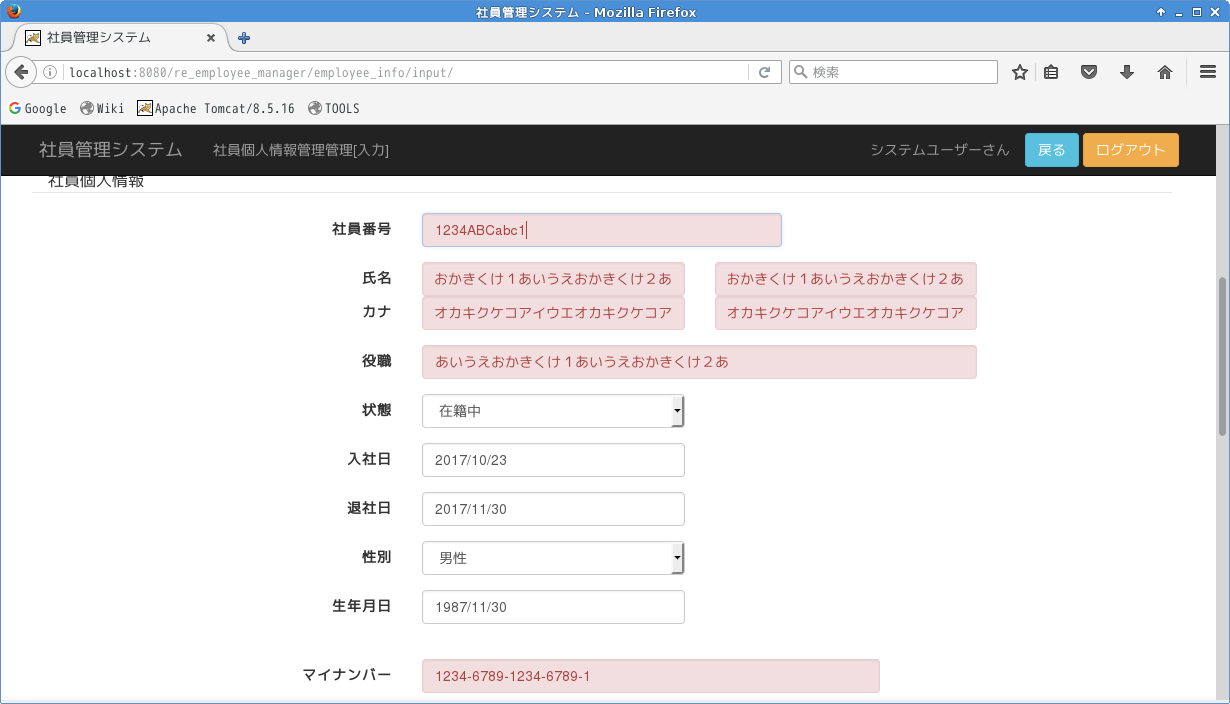 社員管理システム - Mozilla Firefox
社員管理システム
localhost:8080/re_employee_manager/employee_info/input/
検索
Google Wiki Apache Tomcat/8.5.16 TOOLS
社員管理システム 社員個人情報管理管理[入力] システムユーザーさん 戻る ログアウト
社員個人情報
社員番号 1234ABCabc1
氏名 おかきくけ１あいうえおかきくけ２あ おかきくけ１あいうえおかきくけ２あ
カナ オカキクケコアイウエオカキクケコア オカキクケコアイウエオカキクケコア
役職 あいうえおかきくけ１あいうえおかきくけ２あ
状態 在籍中
入社日 2017/10/23
退社日 2017/11/30
性別 男性
生年月日 1987/11/30
マイナンバー 1234-6789-1234-6789-1